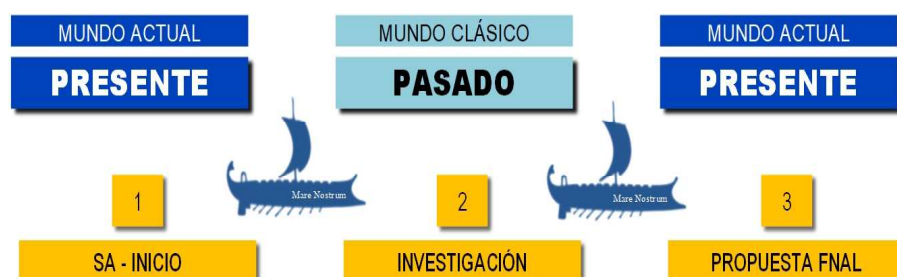 MUNDO ACTUAL
PRESENTE
MUNDO CLÁSICO
PASADO
MUNDO ACTUAL
PRESENTE
Mare Nostrum
Mare Nostrum
1
SA - INICIO
2
INVESTIGACIÓN
3
PROPUESTA FNAL